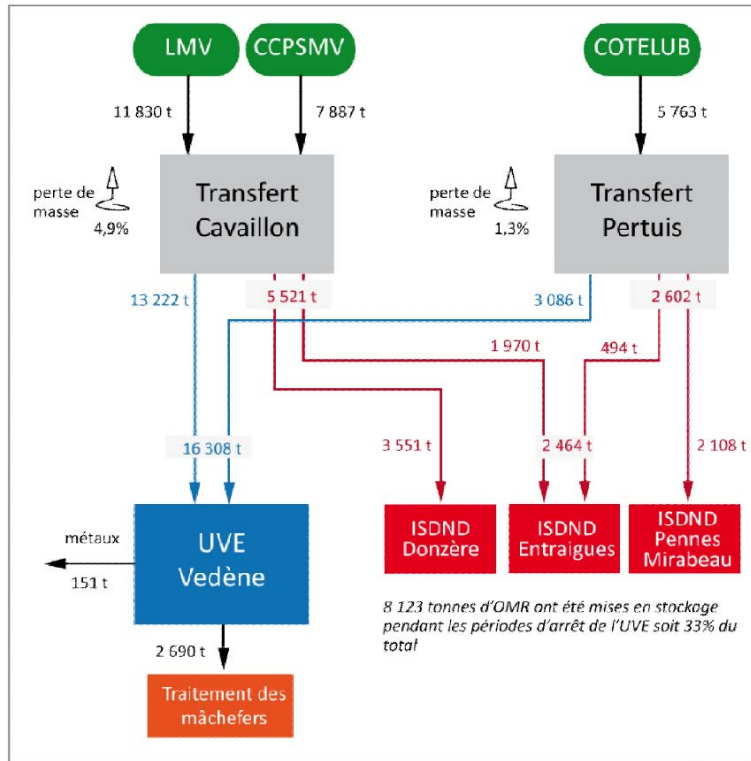 LMV
CCPSMV
COTELUB
11 830 t
7 887 t
5 763 t
perte de
masse
4,9%
Transfert
Cavaillon
perte de
masse
1,3%
Transfert
Pertuis
13 222 t
5 521 t
3 086 t
2 602 t
1 970 t
494 t
16 308 t
3 551 t
2 464 t
2 108 t
métaux
151 t
UVE
Vedène
ISDND
Donzère
ISDND
Entraigues
ISDND
Pennes
Mirabeau
8 123 tonnes d'OMR ont été mises en stockage
pendant les périodes d'arrêt de l'UVE soit 33% du
total
2 690 t
Traitement des
mâchefers